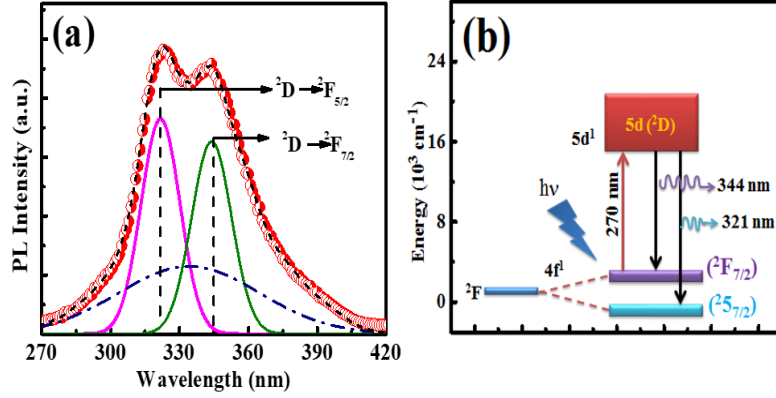 (a)
²D → ²F₅/₂
²D → ²F₇/₂
PL Intensity (a.u.)
270 300 330 360 390 420
Wavelength (nm)
(b)
24
16
8
0
Energy (10³ cm⁻¹)
5d¹
5d (²D)
270 nm
344 nm
321 nm
hν
4f¹
²F
(²F₇/₂)
(²5₇/₂)